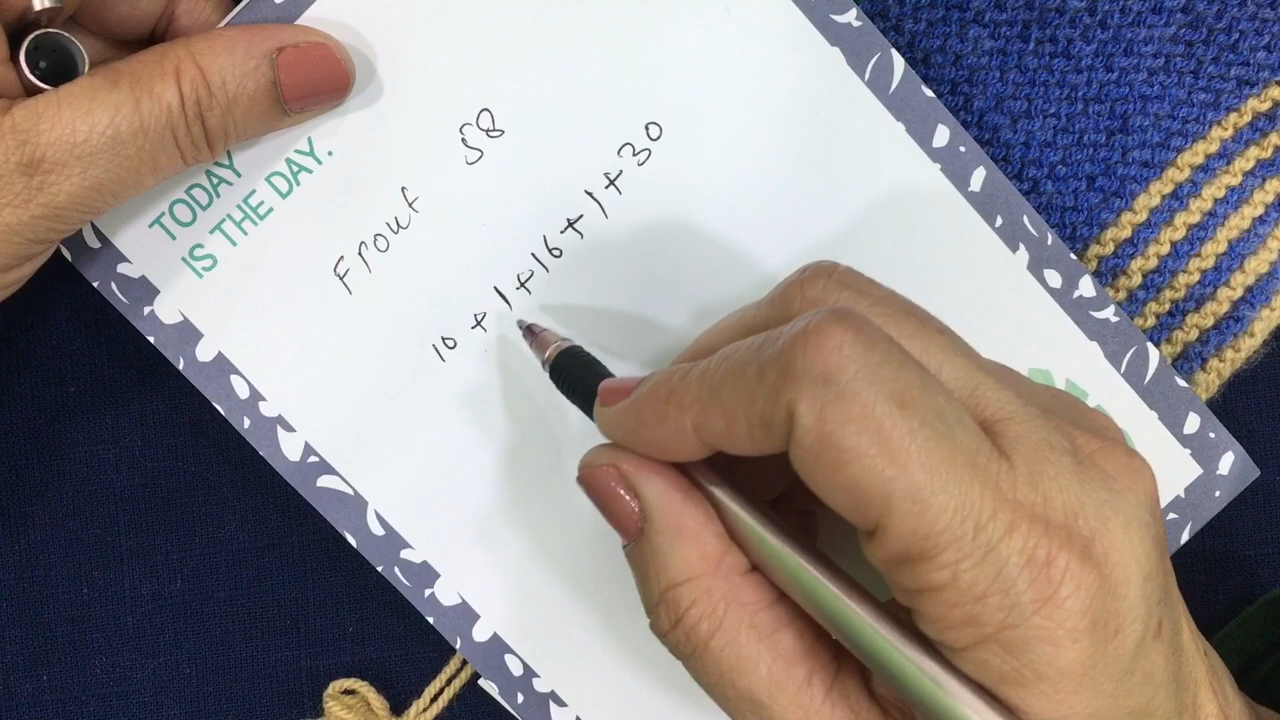 TODAY
IS THE DAY.
Front 58
10 + 1 + 16 + 1 + 30